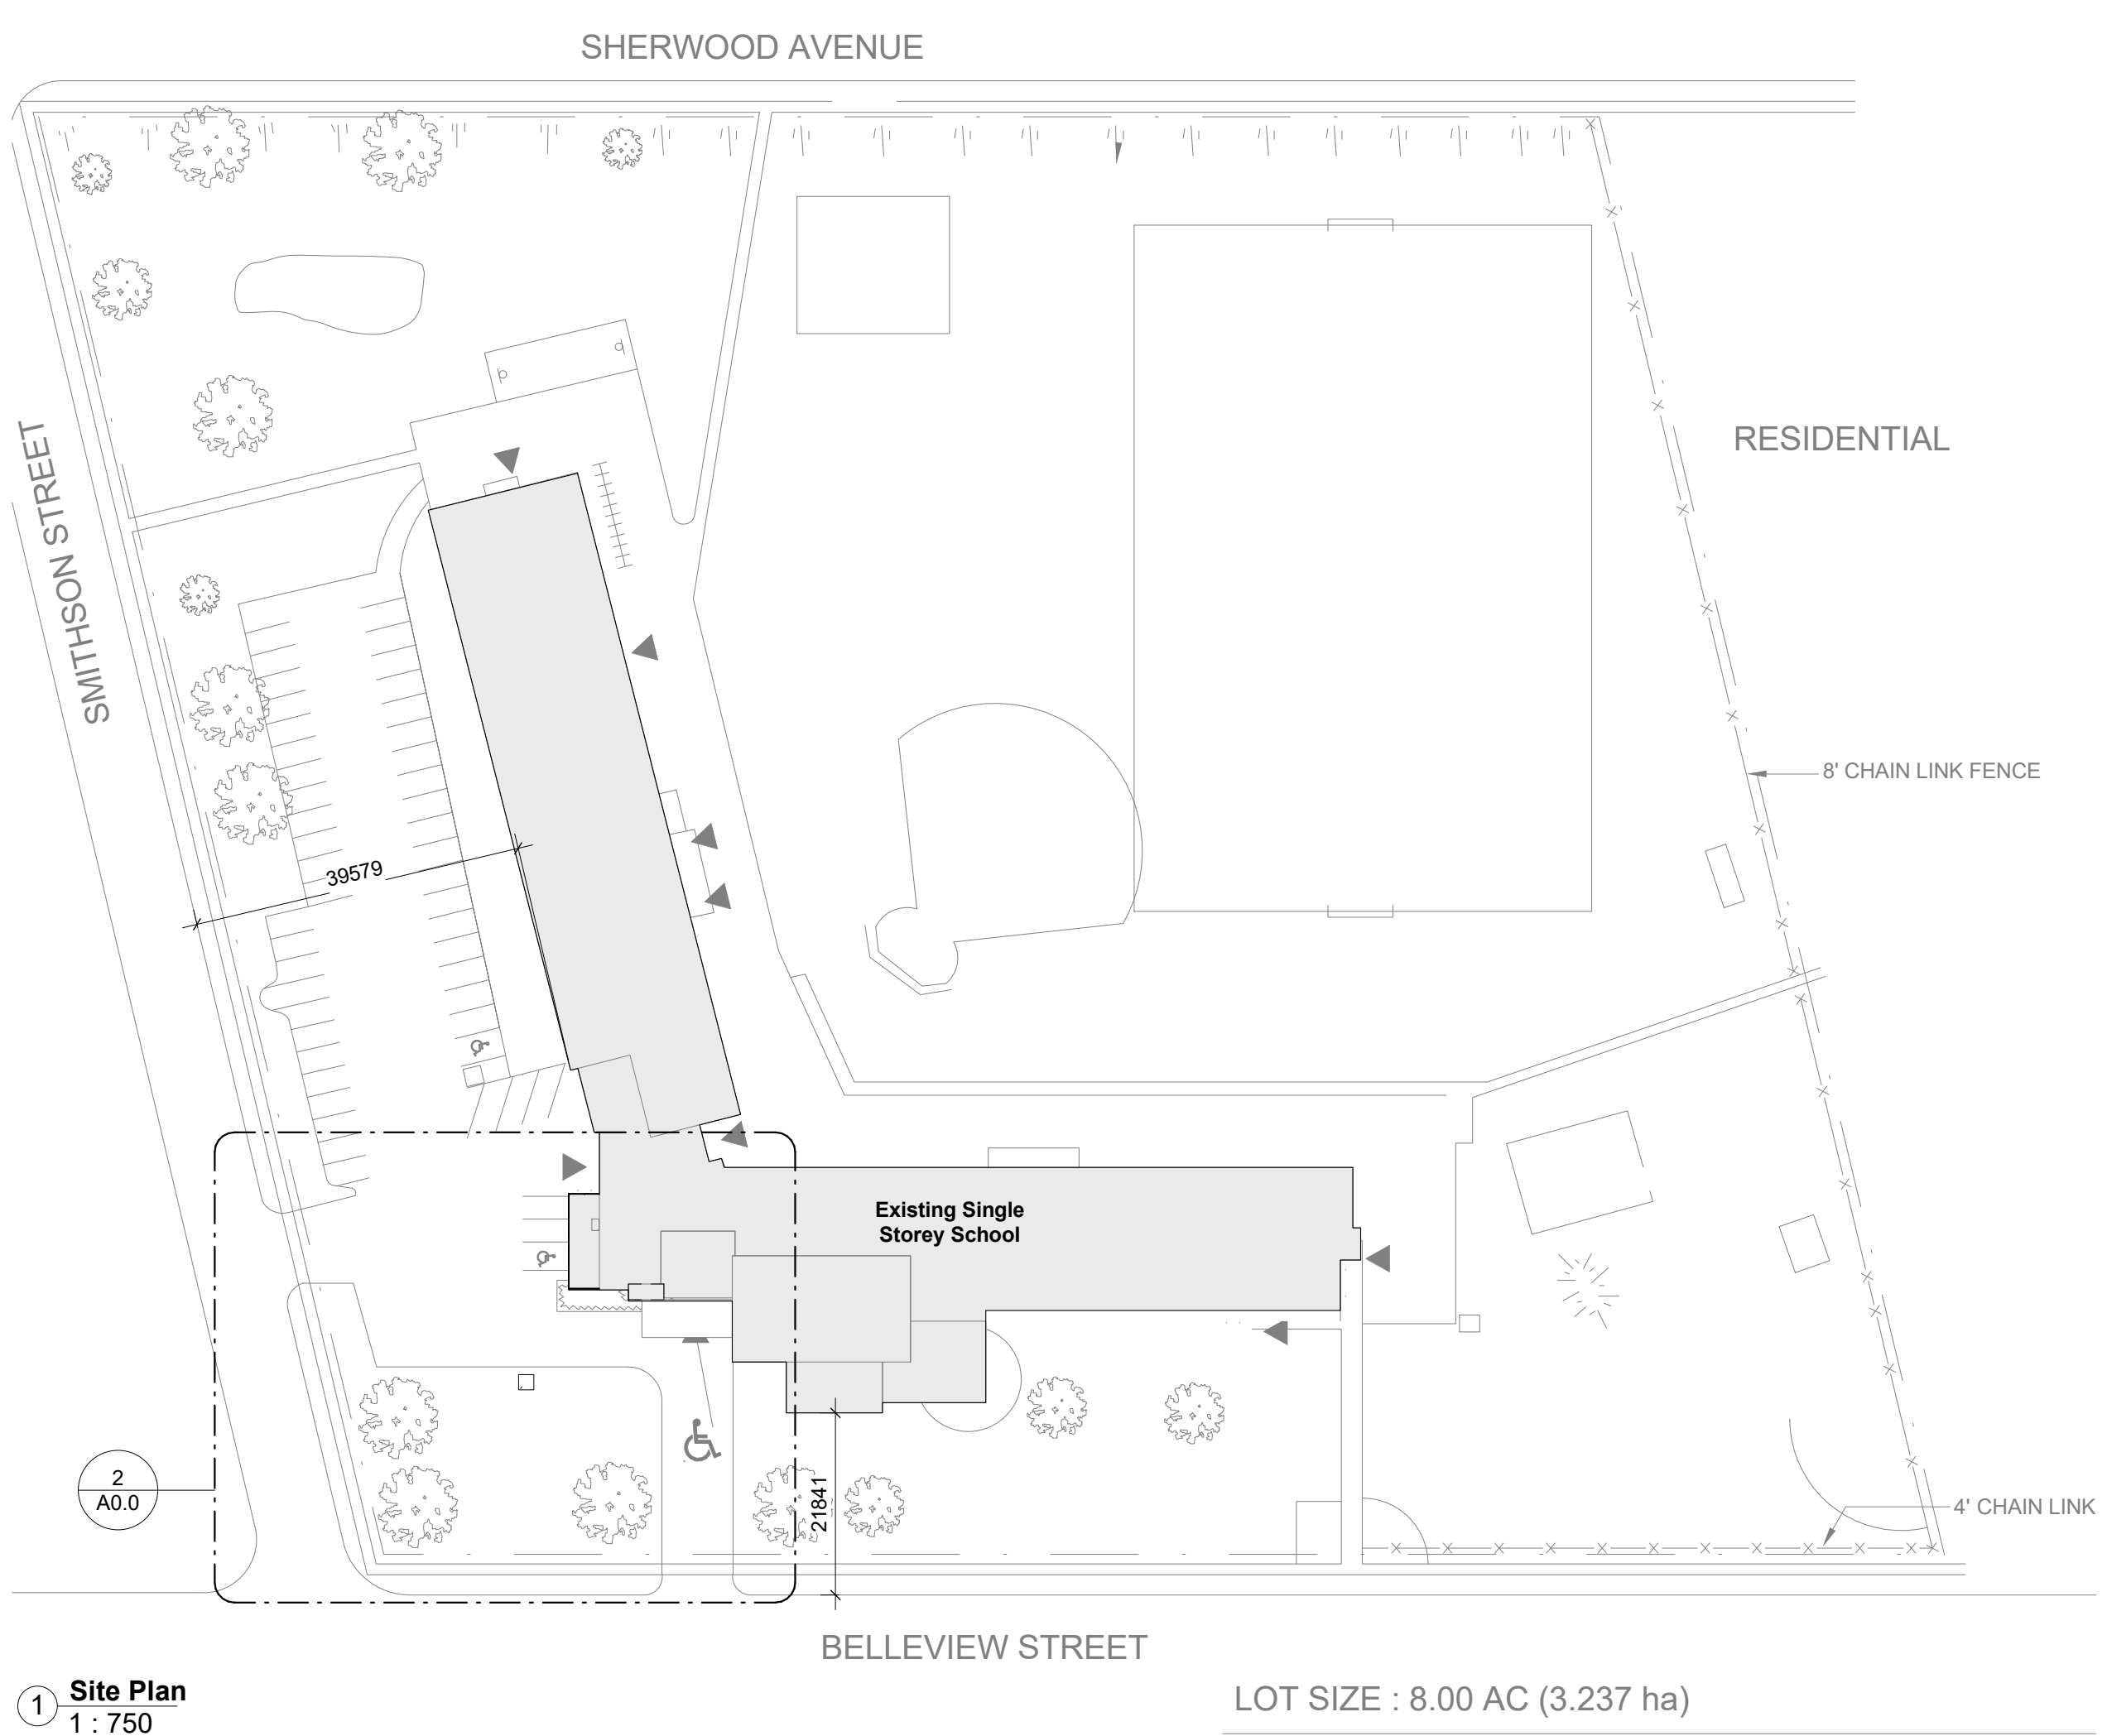 SHERWOOD AVENUE
SMITHSON STREET
RESIDENTIAL
8' CHAIN LINK FENCE
39579
Existing Single
Storey School
2
A0.0
21841
4' CHAIN LINK
BELLEVIEW STREET
1
Site Plan
1 : 750
LOT SIZE : 8.00 AC (3.237 ha)